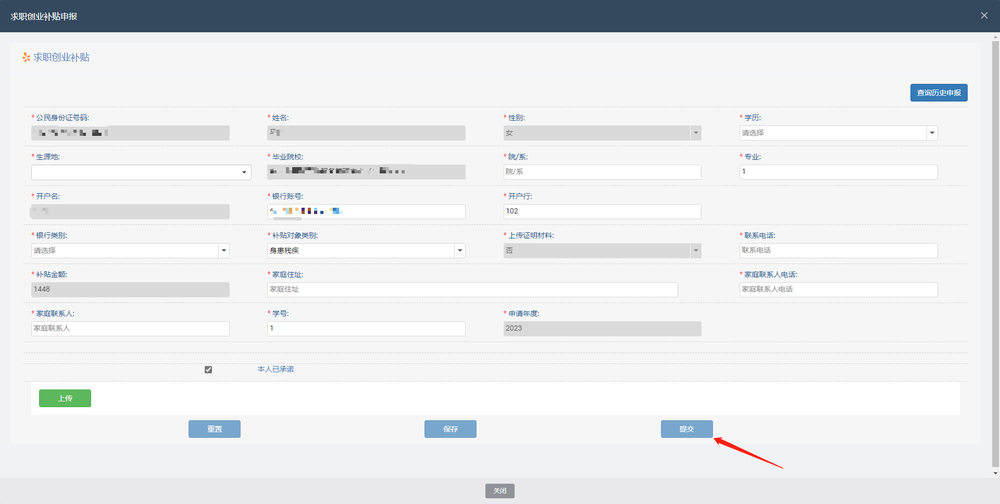 求职创业补贴申报
求职创业补贴
查询历史申报
* 公民身份证号码: * 姓名: * 性别: * 学历:
女 请选择
* 生源地: * 毕业院校: * 院/系: * 专业:
院/系 1
* 开户名: * 银行账号: * 开户行:
6 102
* 银行类别: * 补贴对象类别: * 上传证明材料: * 联系电话:
请选择 身患残疾 否 联系电话
* 补贴金额: * 家庭住址: * 家庭联系人电话:
1448 家庭住址 家庭联系人电话
* 家庭联系人: * 学号: * 申请年度:
家庭联系人 1 2023
本人已承诺
上传
重置 保存 提交
关闭